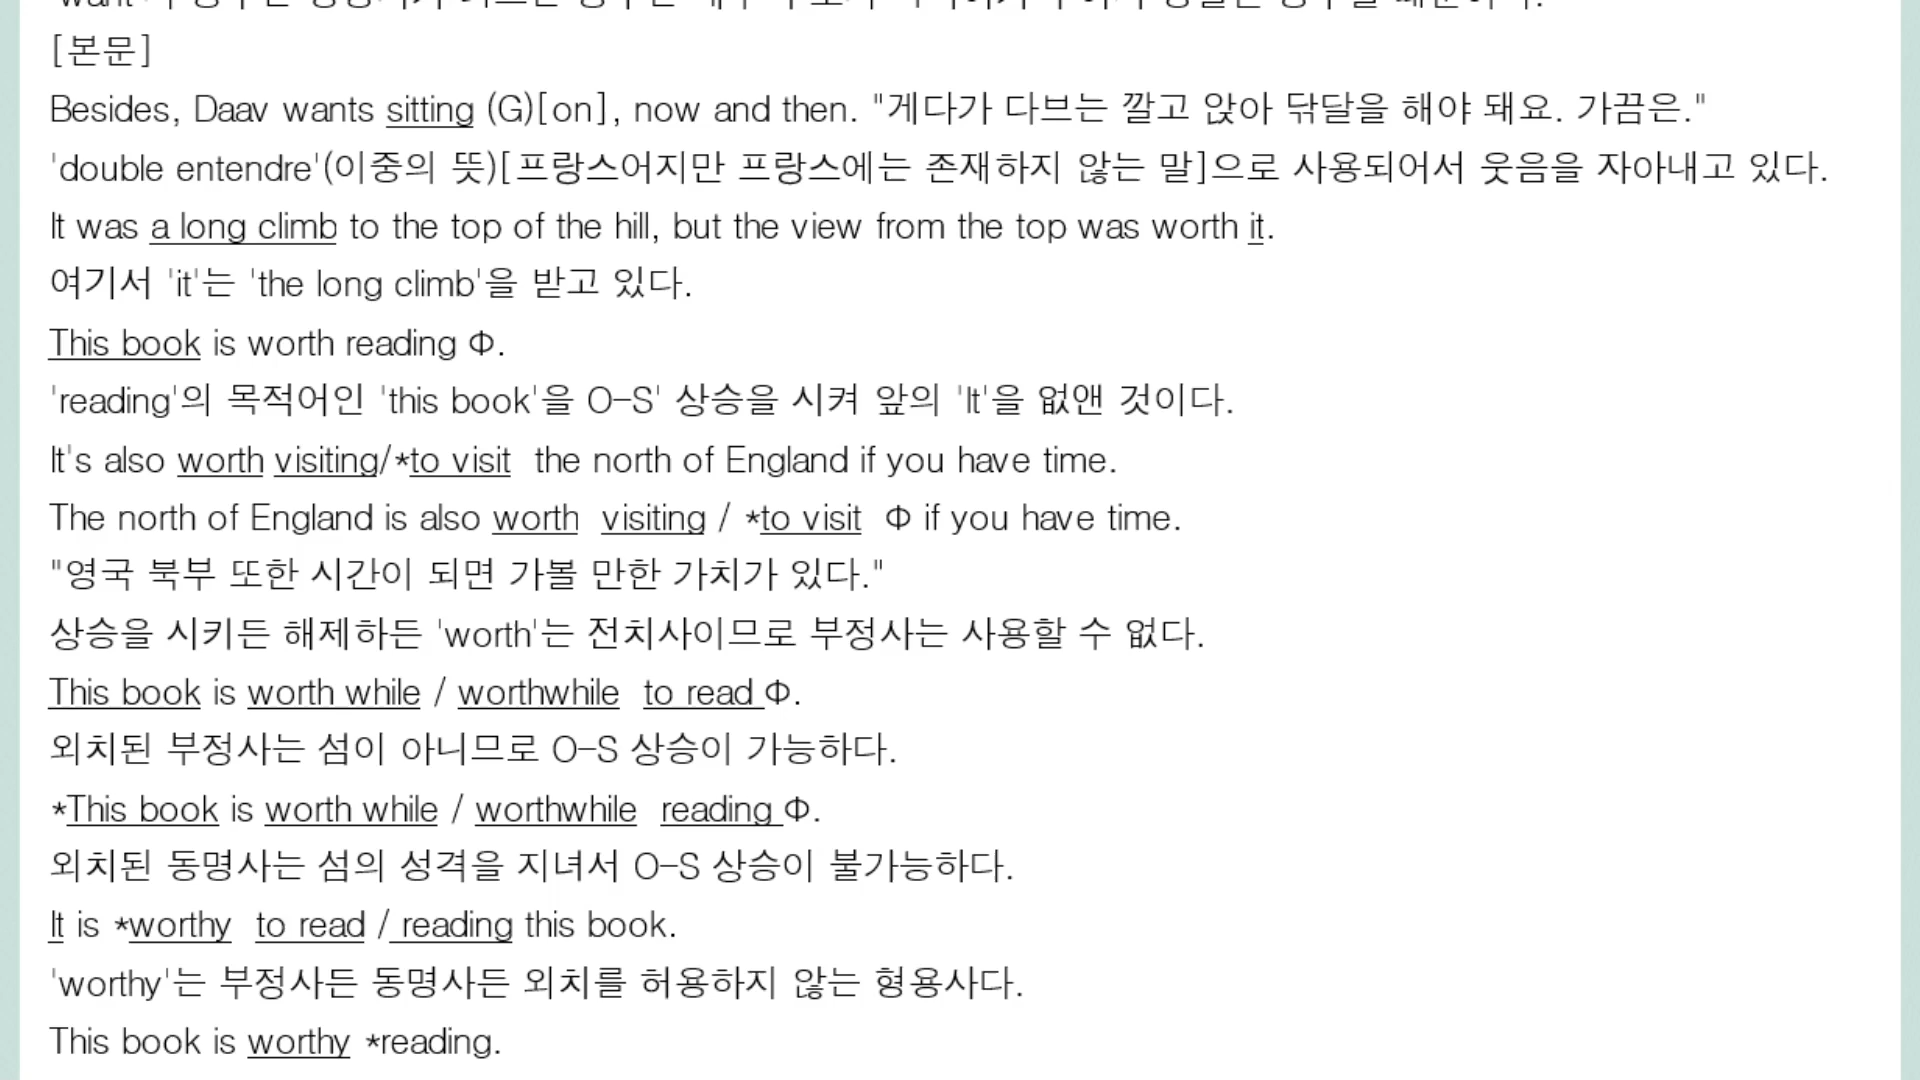 [본문]
Besides, Daav wants sitting (G)[on], now and then. "게다가 다브는 깔고 앉아 닦달을 해야 돼요. 가끔은."
'double entendre'(이중의 뜻)[프랑스어지만 프랑스에는 존재하지 않는 말]으로 사용되어서 웃음을 자아내고 있다.
It was a long climb to the top of the hill, but the view from the top was worth it.
여기서 'it'는 'the long climb'을 받고 있다.
This book is worth reading Φ.
'reading'의 목적어인 'this book'을 O-S' 상승을 시켜 앞의 'It'을 없앤 것이다.
It's also worth visiting/*to visit the north of England if you have time.
The north of England is also worth visiting / *to visit Φ if you have time.
"영국 북부 또한 시간이 되면 가볼 만한 가치가 있다."
상승을 시키든 해제하든 'worth'는 전치사이므로 부정사는 사용할 수 없다.
This book is worth while / worthwhile to read Φ.
외치된 부정사는 섬이 아니므로 O-S 상승이 가능하다.
*This book is worth while / worthwhile reading Φ.
외치된 동명사는 섬의 성격을 지녀서 O-S 상승이 불가능하다.
It is *worthy to read / reading this book.
'worthy'는 부정사든 동명사든 외치를 허용하지 않는 형용사다.
This book is worthy *reading.